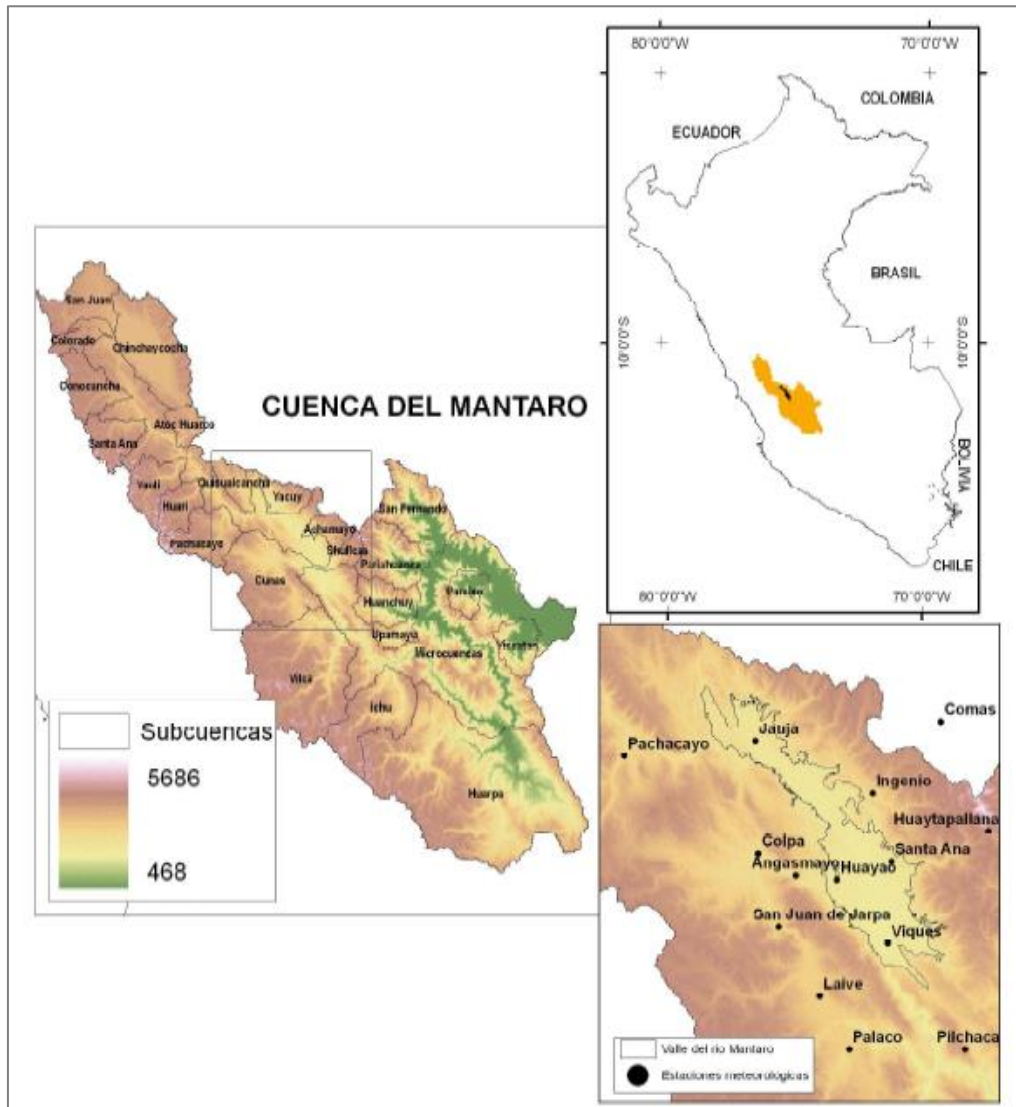 80°0'0"W
70°0'0"W
COLOMBIA
ECUADOR
BRASIL
10°0'0"S
10°0'0"S
BOLIVIA
CHILE
80°0'0"W
70°0'0"W
CUENCA DEL MANTARO
San Juan
Colorado
Chinchaycocha
Conocancha
Atoc Huarco
Santa Ana
Yauli
Quisualcancha
Yacuy
Huari
San Fernando
Achamayo
Pachacayo
Shullcas
Pariahuanca
Cunas
Huanchuy
Upamayu
Microcuencas
Vilca
Ichu
Huarpa
Subcuencas
5686
468
Comas
Jauja
Pachacayo
Ingenio
Huaytapallana
Colpa
Santa Ana
Angasmayo
Huayao
San Juan de Jarpa
Viques
Laive
Palaco
Pilchaca
Valle del río Mantaro
Estaciones meteorológicas